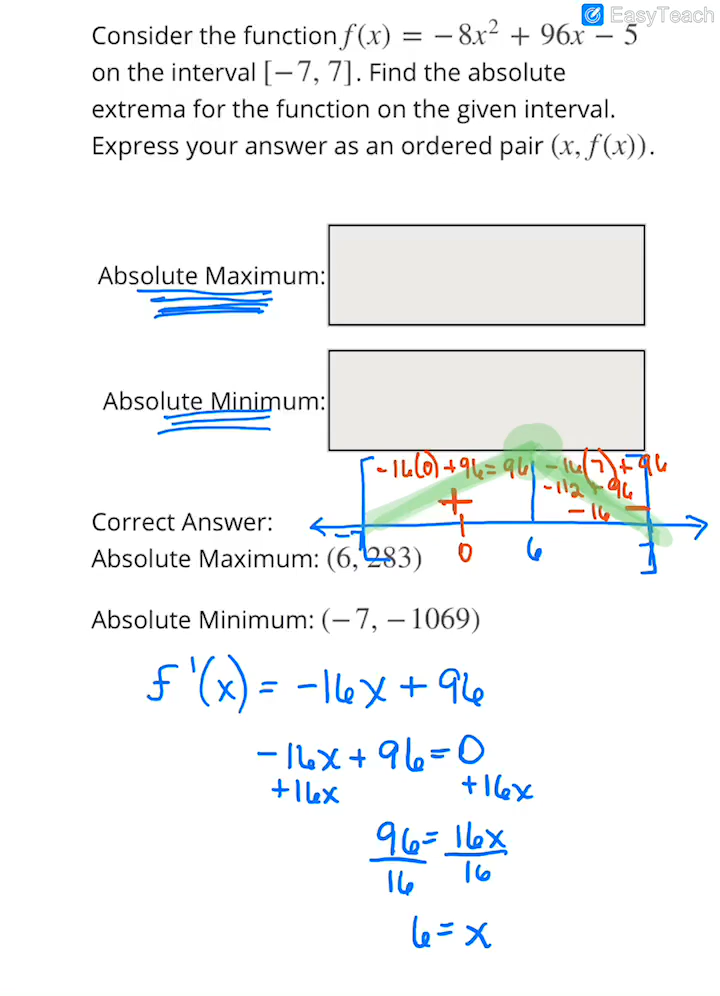 EasyTeach
Consider the function f(x) = −8x² + 96x − 5
on the interval [−7, 7]. Find the absolute
extrema for the function on the given interval.
Express your answer as an ordered pair (x, f(x)).
Absolute Maximum:
Absolute Minimum:
-16(0)+96=96 -16(7)+96
-112+96
+ -16 -
Correct Answer:
-7 0 6 7
Absolute Maximum: (6, 283)
Absolute Minimum: (−7, −1069)
f'(x) = -16x + 96
-16x + 96 = 0
+16x +16x
96 = 16x
16 16
6 = x